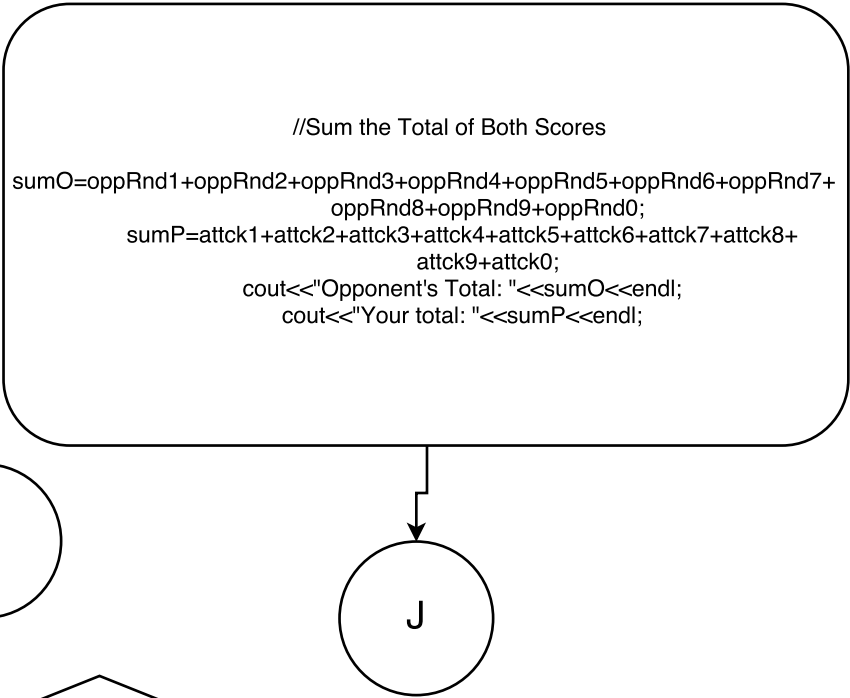 //Sum the Total of Both Scores
sumO=oppRnd1+oppRnd2+oppRnd3+oppRnd4+oppRnd5+oppRnd6+oppRnd7+
oppRnd8+oppRnd9+oppRnd0;
sumP=attck1+attck2+attck3+attck4+attck5+attck6+attck7+attck8+
attck9+attck0;
cout<<"Opponent's Total: "<<sumO<<endl;
cout<<"Your total: "<<sumP<<endl;
J